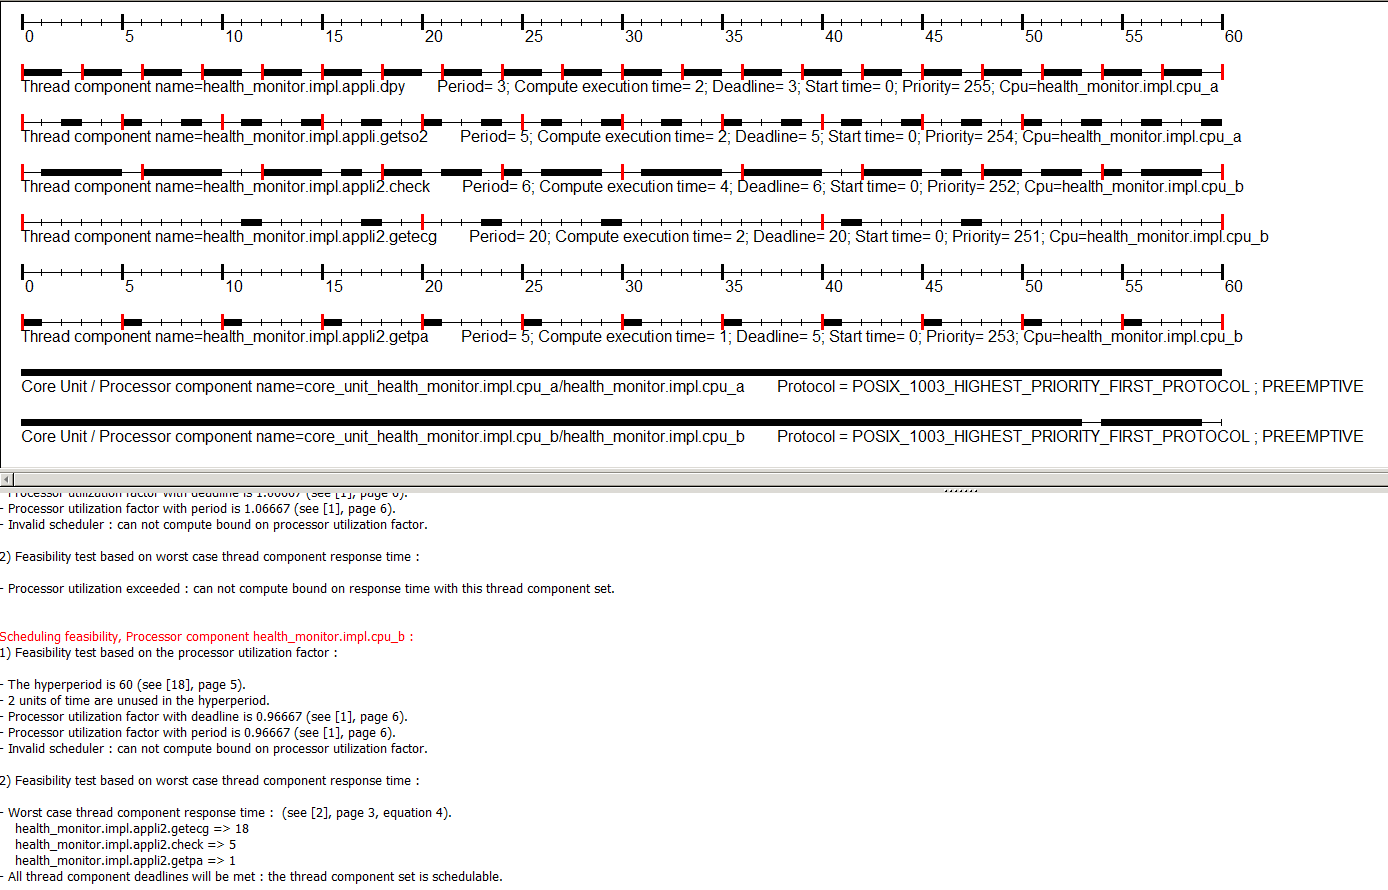 0 5 10 15 20 25 30 35 40 45 50 55 60
Thread component name=health_monitor.impl.appli.dpy Period= 3; Compute execution time= 2; Deadline= 3; Start time= 0; Priority= 255; Cpu=health_monitor.impl.cpu_a
Thread component name=health_monitor.impl.appli.getso2 Period= 5; Compute execution time= 2; Deadline= 5; Start time= 0; Priority= 254; Cpu=health_monitor.impl.cpu_a
Thread component name=health_monitor.impl.appli2.check Period= 6; Compute execution time= 4; Deadline= 6; Start time= 0; Priority= 252; Cpu=health_monitor.impl.cpu_b
Thread component name=health_monitor.impl.appli2.getecg Period= 20; Compute execution time= 2; Deadline= 20; Start time= 0; Priority= 251; Cpu=health_monitor.impl.cpu_b
0 5 10 15 20 25 30 35 40 45 50 55 60
Thread component name=health_monitor.impl.appli2.getpa Period= 5; Compute execution time= 1; Deadline= 5; Start time= 0; Priority= 253; Cpu=health_monitor.impl.cpu_b
Core Unit / Processor component name=core_unit_health_monitor.impl.cpu_a/health_monitor.impl.cpu_a Protocol = POSIX_1003_HIGHEST_PRIORITY_FIRST_PROTOCOL ; PREEMPTIVE
Core Unit / Processor component name=core_unit_health_monitor.impl.cpu_b/health_monitor.impl.cpu_b Protocol = POSIX_1003_HIGHEST_PRIORITY_FIRST_PROTOCOL ; PREEMPTIVE
- Processor utilization factor with deadline is 1.06667 (see [1], page 6).
- Processor utilization factor with period is 1.06667 (see [1], page 6).
- Invalid scheduler : can not compute bound on processor utilization factor.
2) Feasibility test based on worst case thread component response time :
- Processor utilization exceeded : can not compute bound on response time with this thread component set.
Scheduling feasibility, Processor component health_monitor.impl.cpu_b :
1) Feasibility test based on the processor utilization factor :
- The hyperperiod is 60 (see [18], page 5).
- 2 units of time are unused in the hyperperiod.
- Processor utilization factor with deadline is 0.96667 (see [1], page 6).
- Processor utilization factor with period is 0.96667 (see [1], page 6).
- Invalid scheduler : can not compute bound on processor utilization factor.
2) Feasibility test based on worst case thread component response time :
- Worst case thread component response time : (see [2], page 3, equation 4).
health_monitor.impl.appli2.getecg => 18
health_monitor.impl.appli2.check => 5
health_monitor.impl.appli2.getpa => 1
- All thread component deadlines will be met : the thread component set is schedulable.